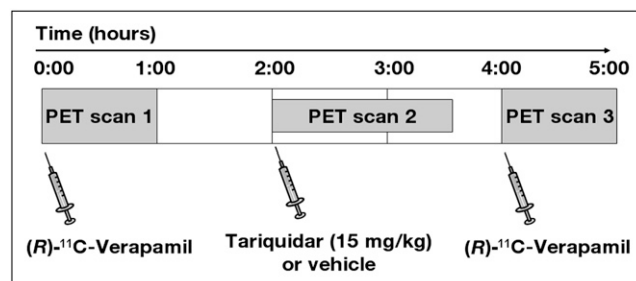 Time (hours)
0:00 1:00 2:00 3:00 4:00 5:00
PET scan 1 PET scan 2 PET scan 3
(R)-¹¹C-Verapamil Tariquidar (15 mg/kg) (R)-¹¹C-Verapamil
or vehicle